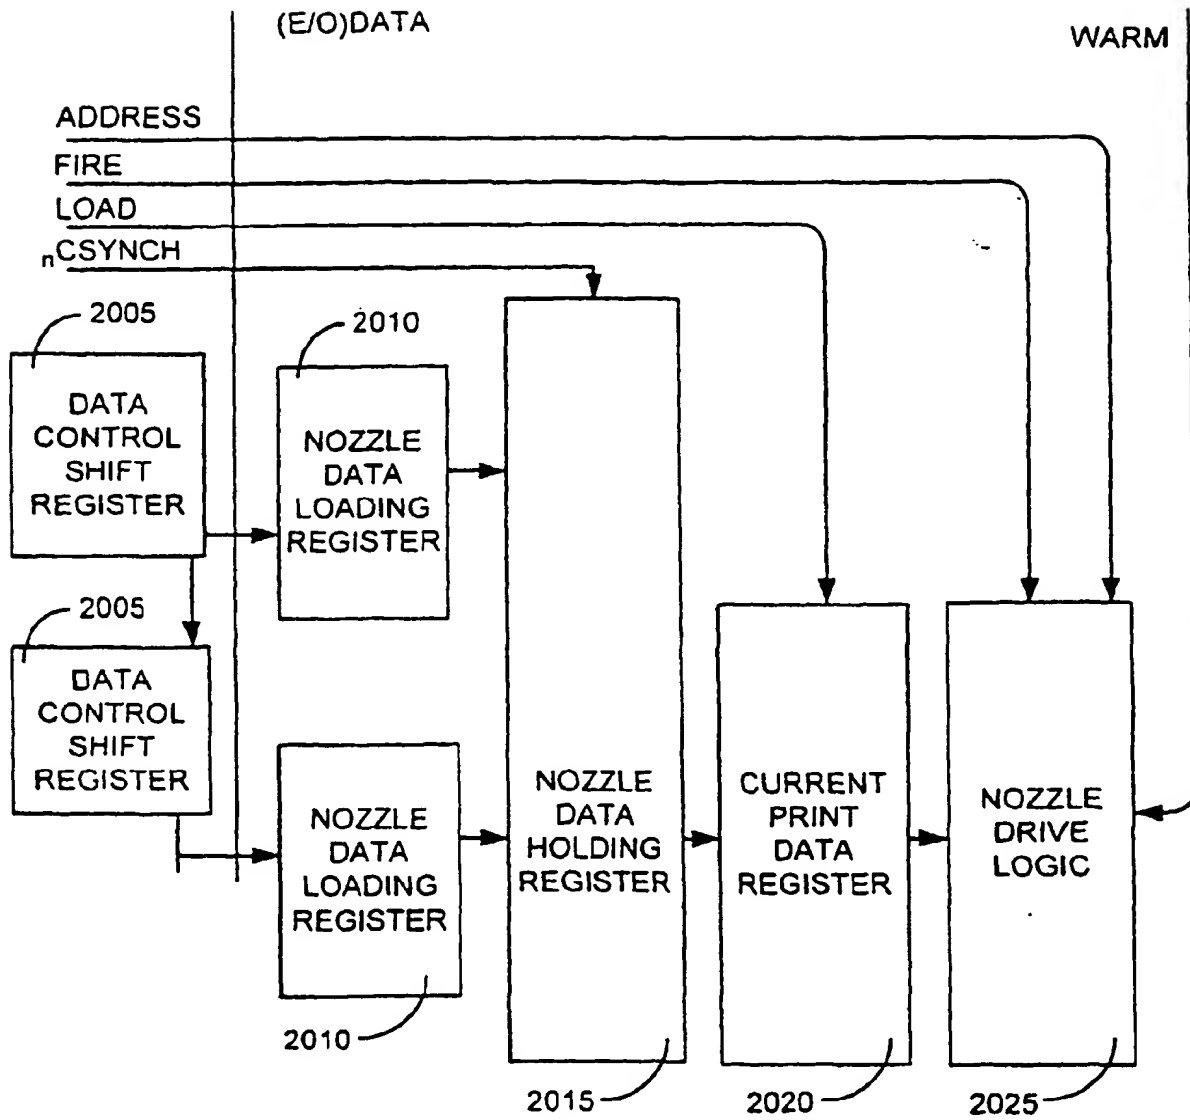 (E/O)DATA
WARM
ADDRESS
FIRE
LOAD
nCSYNCH
2005
DATA
CONTROL
SHIFT
REGISTER
2010
NOZZLE
DATA
LOADING
REGISTER
2005
DATA
CONTROL
SHIFT
REGISTER
NOZZLE
DATA
LOADING
REGISTER
2010
NOZZLE
DATA
HOLDING
REGISTER
2015
CURRENT
PRINT
DATA
REGISTER
2020
NOZZLE
DRIVE
LOGIC
2025